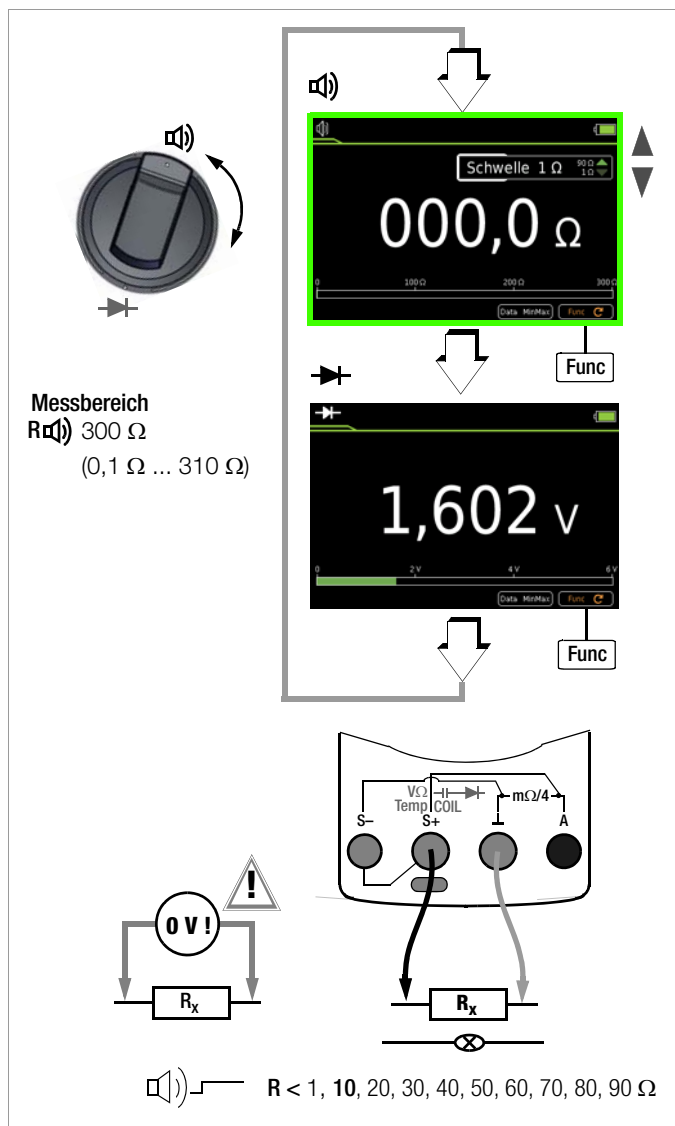 Schwelle 1 Ω
90 Ω
1 Ω
000,0 Ω
0 100 Ω 200 Ω 300 Ω
Data MinMax Func
Func
Messbereich
R 300 Ω
(0,1 Ω ... 310 Ω)
1,602 V
0 2 V 4 V 6 V
Data MinMax Func
Func
VΩ
Temp COIL
mΩ/4
S– S+ ⊥ A
!
0 V !
Rx
Rx
R < 1, 10, 20, 30, 40, 50, 60, 70, 80, 90 Ω